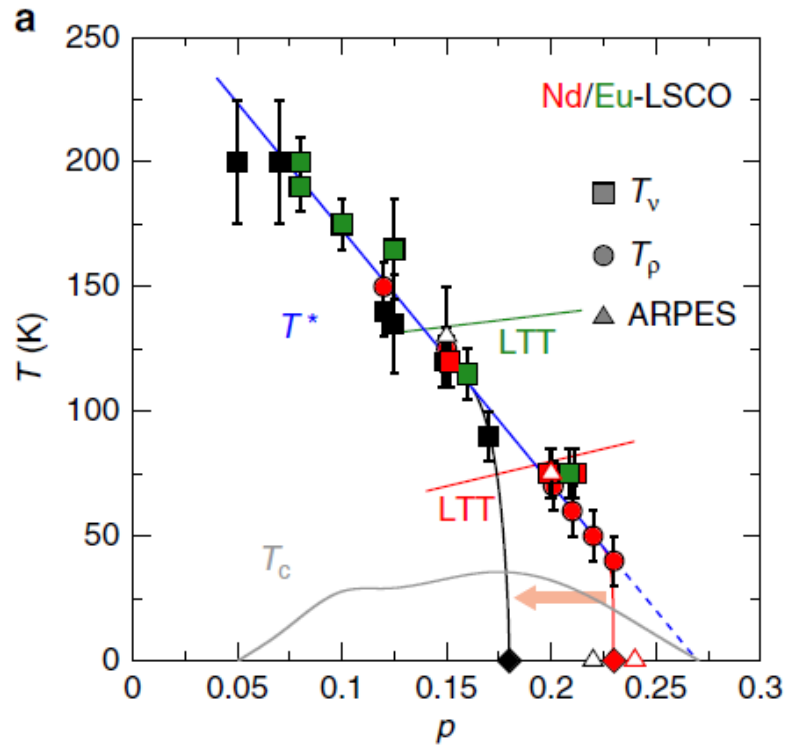 a
250
200
150
100
50
0
T (K)
Nd/Eu-LSCO
Tν
Tρ
ARPES
T*
LTT
LTT
Tc
0
0.05
0.10
0.15
0.2
0.25
0.3
p